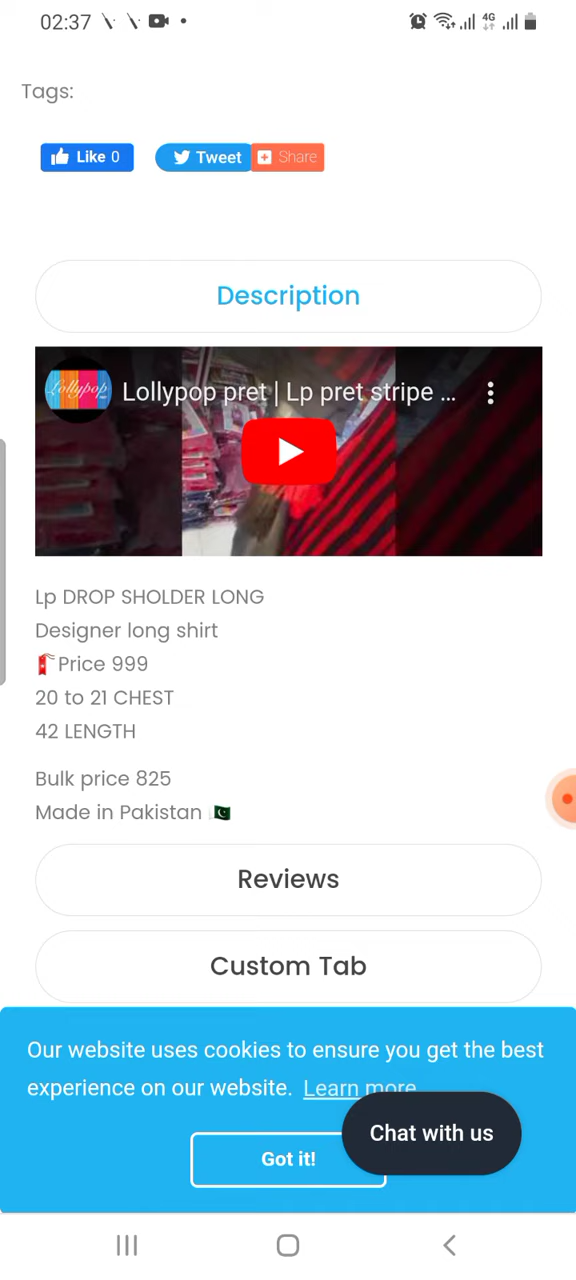 02:37
4G
Tags:
Like 0 Tweet Share
Description
Lollypop
Lollypop pret | Lp pret stripe ...
Lp DROP SHOLDER LONG
Designer long shirt
🧧Price 999
20 to 21 CHEST
42 LENGTH
Bulk price 825
Made in Pakistan 🇵🇰
Reviews
Custom Tab
Our website uses cookies to ensure you get the best
experience on our website. Learn more
Chat with us
Got it!